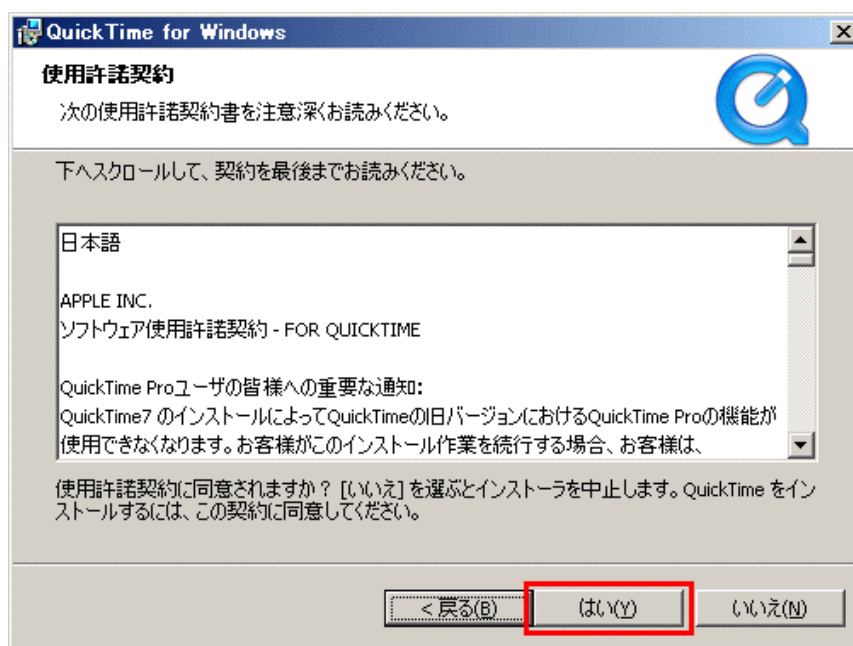 QuickTime for Windows
使用許諾契約
次の使用許諾契約書を注意深くお読みください。
下へスクロールして、契約を最後までお読みください。
日本語
APPLE INC.
ソフトウェア使用許諾契約 - FOR QUICKTIME
QuickTime Proユーザの皆様への重要な通知:
QuickTime7 のインストールによってQuickTimeの旧バージョンにおけるQuickTime Proの機能が
使用できなくなります。お客様がこのインストール作業を続行する場合、お客様は、
使用許諾契約に同意されますか？ [いいえ] を選ぶとインストーラを中止します。QuickTime をイン
ストールするには、この契約に同意してください。
< 戻る(B) はい(Y) いいえ(N)